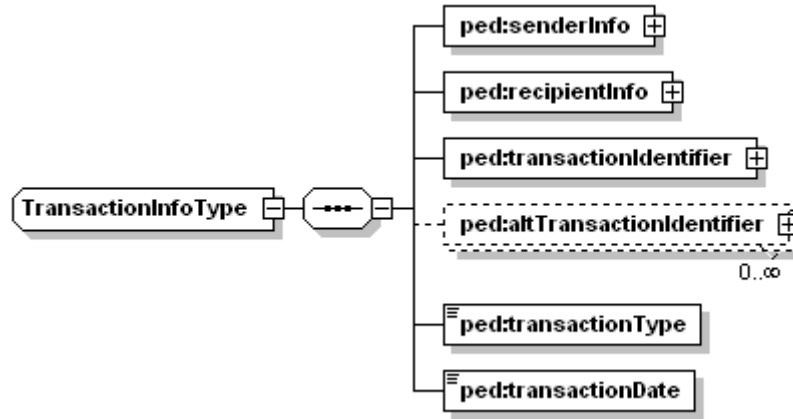 ped:senderInfo
ped:recipientInfo
ped:transactionIdentifier
TransactionInfoType
ped:altTransactionIdentifier
0..∞
ped:transactionType
ped:transactionDate